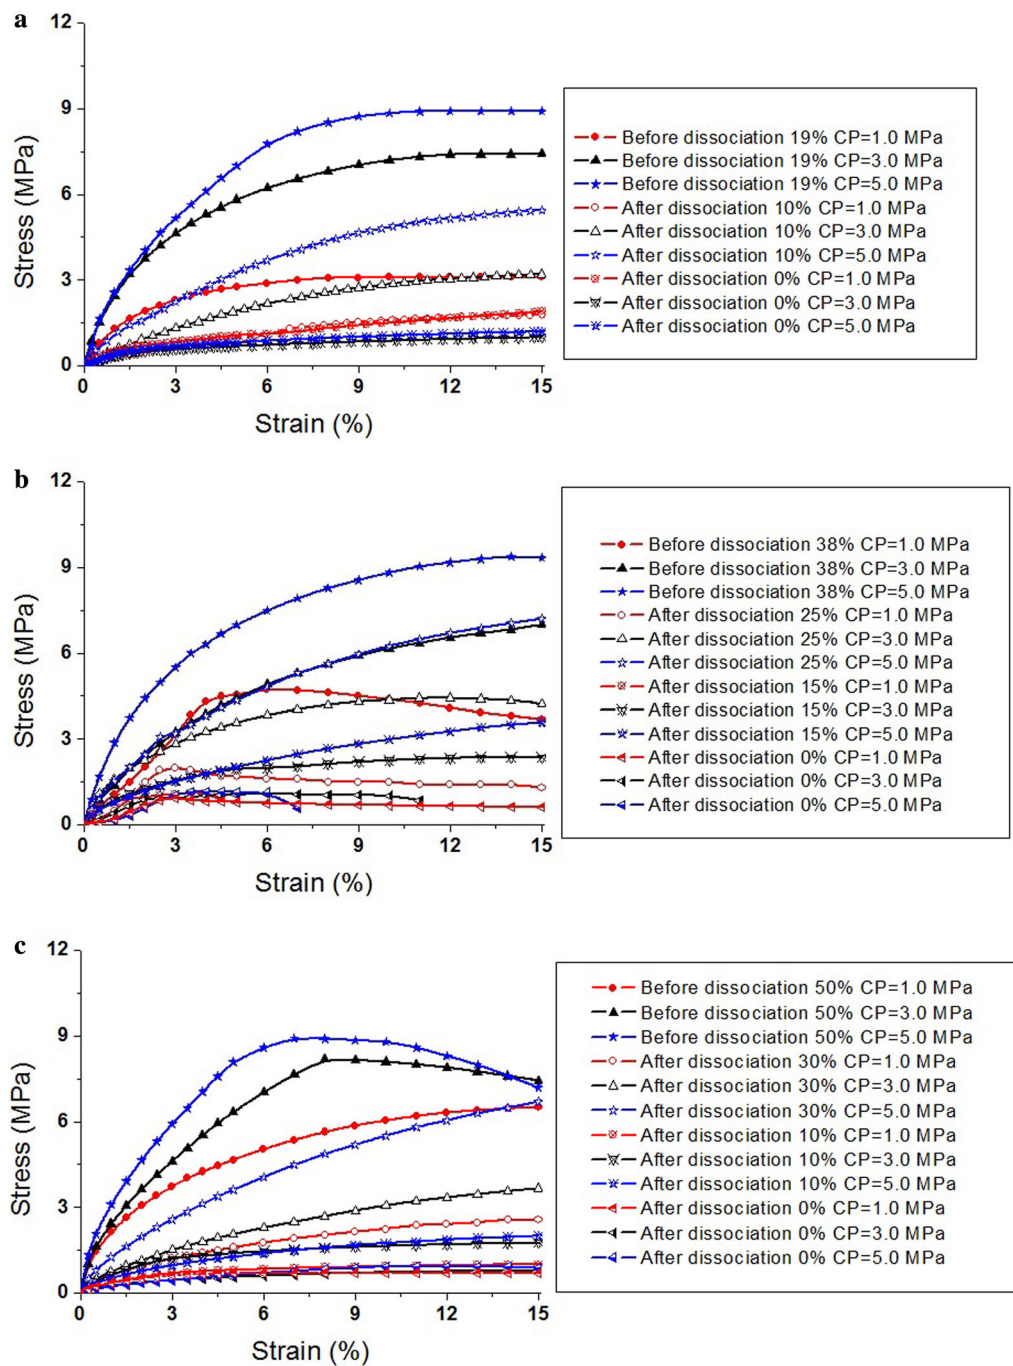 a
12
9
6
3
0
Stress (MPa)
0 3 6 9 12 15
Strain (%)
Before dissociation 19% CP=1.0 MPa
Before dissociation 19% CP=3.0 MPa
Before dissociation 19% CP=5.0 MPa
After dissociation 10% CP=1.0 MPa
After dissociation 10% CP=3.0 MPa
After dissociation 10% CP=5.0 MPa
After dissociation 0% CP=1.0 MPa
After dissociation 0% CP=3.0 MPa
After dissociation 0% CP=5.0 MPa
b
12
9
6
3
0
Stress (MPa)
0 3 6 9 12 15
Strain (%)
Before dissociation 38% CP=1.0 MPa
Before dissociation 38% CP=3.0 MPa
Before dissociation 38% CP=5.0 MPa
After dissociation 25% CP=1.0 MPa
After dissociation 25% CP=3.0 MPa
After dissociation 25% CP=5.0 MPa
After dissociation 15% CP=1.0 MPa
After dissociation 15% CP=3.0 MPa
After dissociation 15% CP=5.0 MPa
After dissociation 0% CP=1.0 MPa
After dissociation 0% CP=3.0 MPa
After dissociation 0% CP=5.0 MPa
c
12
9
6
3
0
Stress (MPa)
0 3 6 9 12 15
Strain (%)
Before dissociation 50% CP=1.0 MPa
Before dissociation 50% CP=3.0 MPa
Before dissociation 50% CP=5.0 MPa
After dissociation 30% CP=1.0 MPa
After dissociation 30% CP=3.0 MPa
After dissociation 30% CP=5.0 MPa
After dissociation 10% CP=1.0 MPa
After dissociation 10% CP=3.0 MPa
After dissociation 10% CP=5.0 MPa
After dissociation 0% CP=1.0 MPa
After dissociation 0% CP=3.0 MPa
After dissociation 0% CP=5.0 MPa